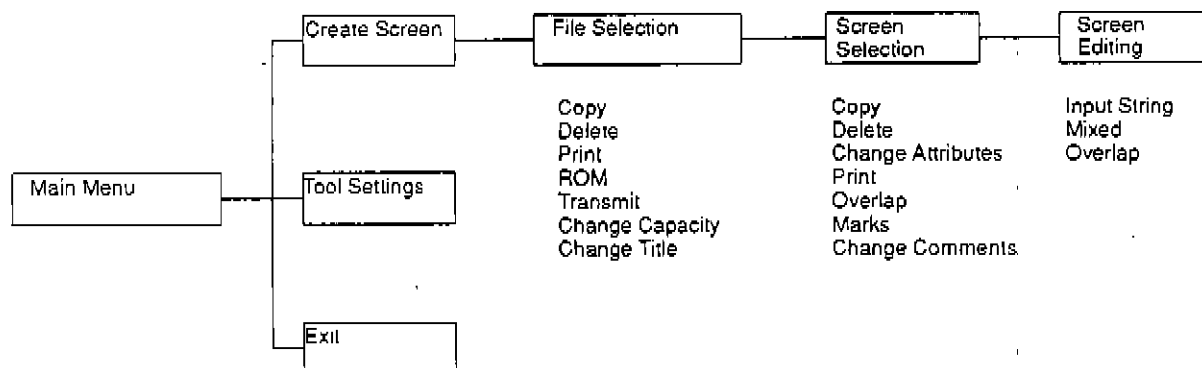 Main Menu
Create Screen
Tool Settings
Exit
File Selection
Copy
Delete
Print
ROM
Transmit
Change Capacity
Change Title
Screen
Selection
Copy
Delete
Change Attributes
Print
Overlap
Marks
Change Comments
Screen
Editing
Input String
Mixed
Overlap